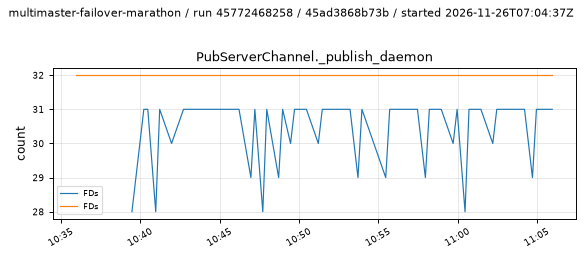 multimaster-failover-marathon / run 45772468258 / 45ad3868b73b / started 2026-11-26T07:04:37Z
PubServerChannel._publish_daemon
32
31
30
29
28
count
FDs
FDs
10:35
10:40
10:45
10:50
10:55
11:00
11:05